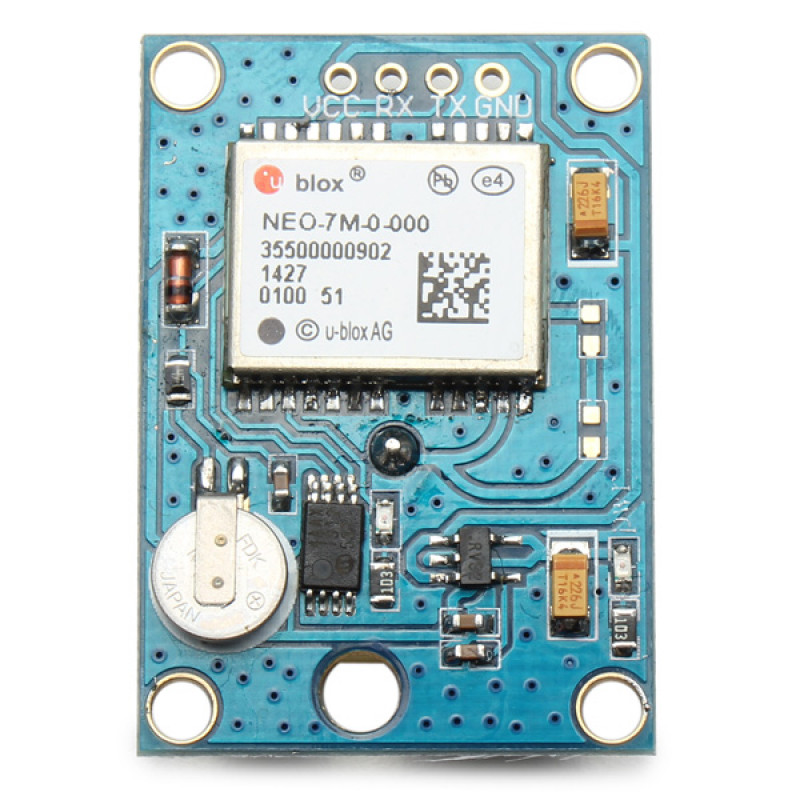 VCC RX TX GND
u blox®
Pb e4
NEO-7M-0-000
35500000902
1427
0100 51
© u-blox AG
226J
T16K4
FDK
JAPAN
103
226J
T16K4
103